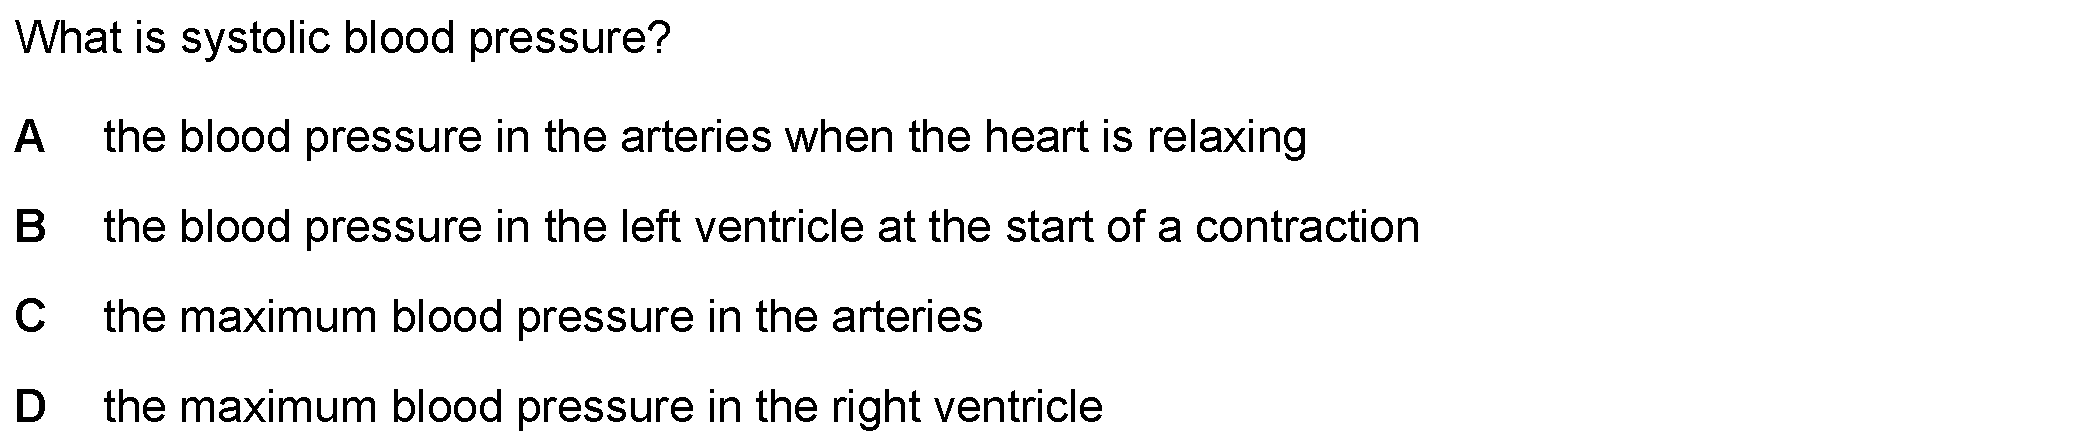 What is systolic blood pressure?
A the blood pressure in the arteries when the heart is relaxing
B the blood pressure in the left ventricle at the start of a contraction
C the maximum blood pressure in the arteries
D the maximum blood pressure in the right ventricle